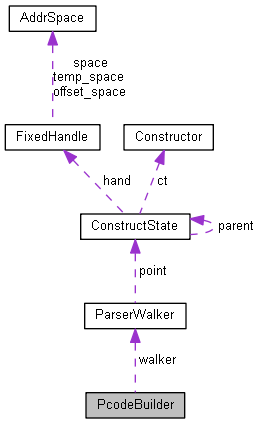 AddrSpace
space
temp_space
offset_space
FixedHandle
Constructor
hand
ct
ConstructState
parent
point
ParserWalker
walker
PcodeBuilder